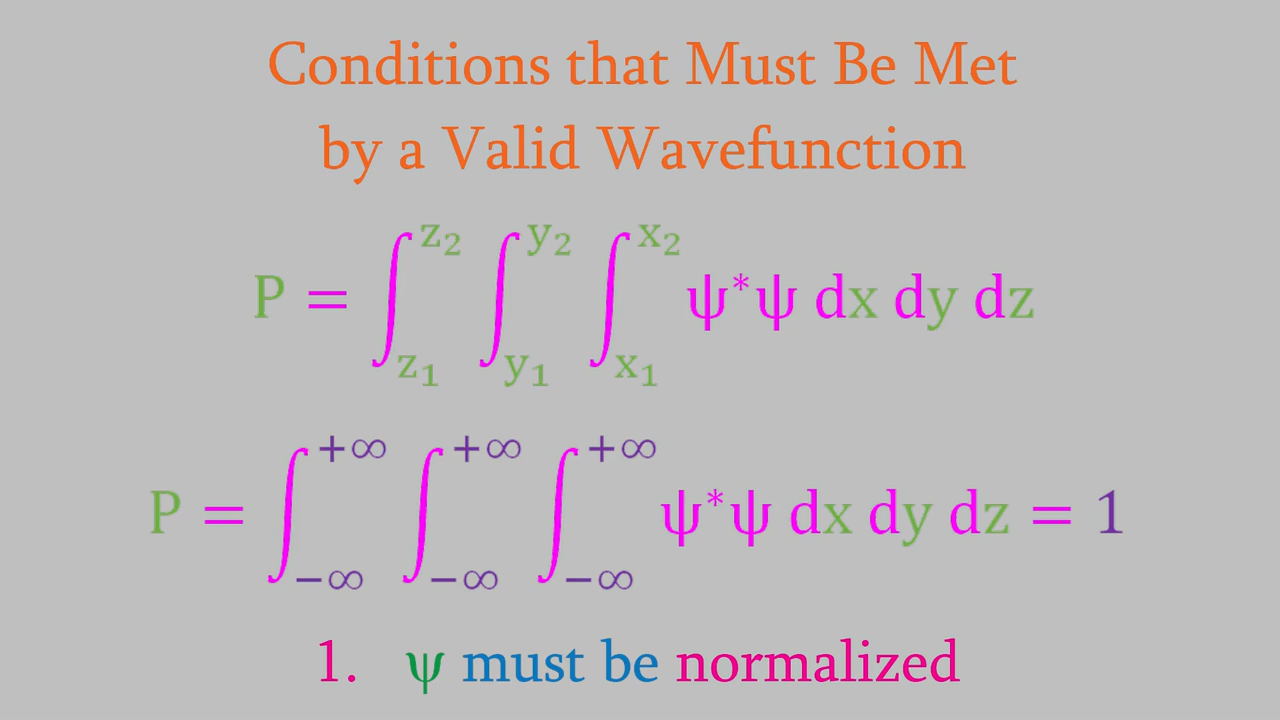 Conditions that Must Be Met
by a Valid Wavefunction
P = ∫_{z₁}^{z₂} ∫_{y₁}^{y₂} ∫_{x₁}^{x₂} ψ*ψ dx dy dz
P = ∫_{−∞}^{+∞} ∫_{−∞}^{+∞} ∫_{−∞}^{+∞} ψ*ψ dx dy dz = 1
1. ψ must be normalized